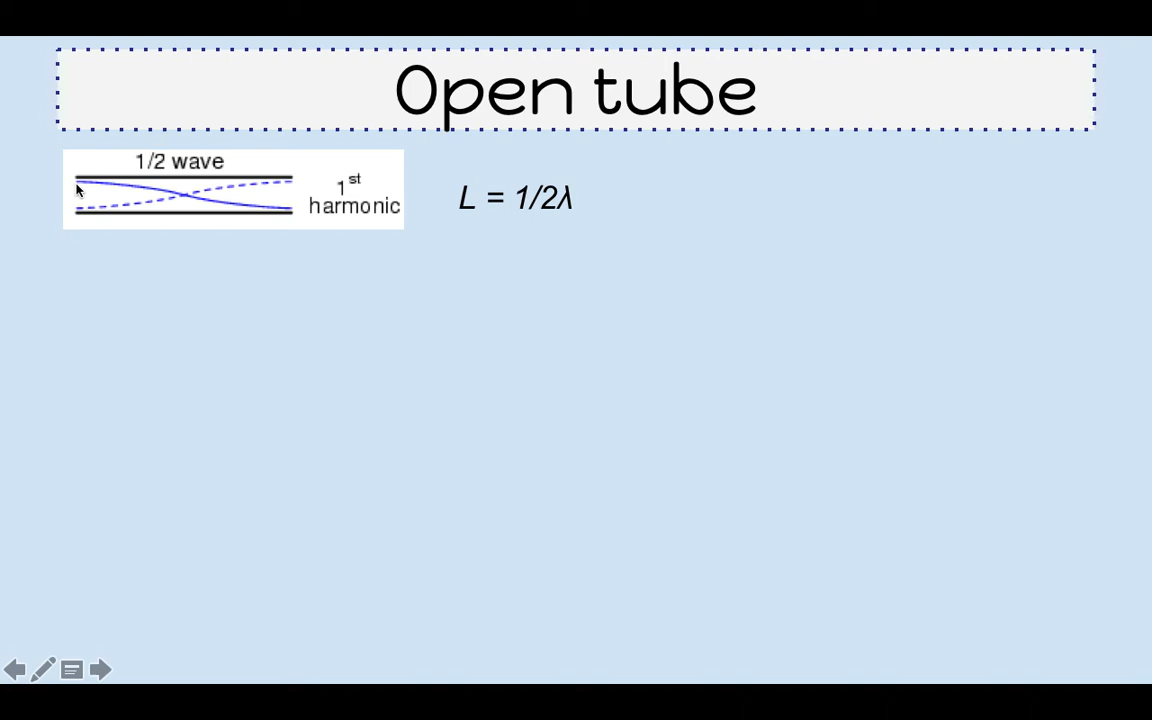 Open tube
1/2 wave
1st
harmonic
L = 1/2λ